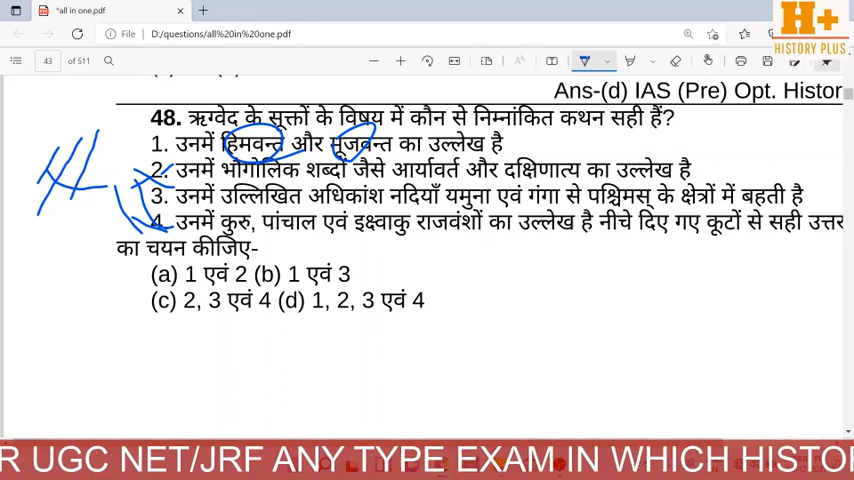 *all in one.pdf
File
D:/questions/all%20in%20one.pdf
H+
HISTORY PLUS
43 of 511
Ans-(d) IAS (Pre) Opt. Histor
48. ऋग्वेद के सूक्तों के विषय में कौन से निम्नांकित कथन सही हैं?
1. उनमें हिमवन्त और मूजवन्त का उल्लेख है
2. उनमें भौगोलिक शब्दों जैसे आर्यावर्त और दक्षिणात्य का उल्लेख है
3. उनमें उल्लिखित अधिकांश नदियाँ यमुना एवं गंगा से पश्चिमस् के क्षेत्रों में बहती है
4. उनमें कुरु, पांचाल एवं इक्ष्वाकु राजवंशों का उल्लेख है नीचे दिए गए कूटों से सही उत्तर
का चयन कीजिए-
(a) 1 एवं 2 (b) 1 एवं 3
(c) 2, 3 एवं 4 (d) 1, 2, 3 एवं 4
R UGC NET/JRF ANY TYPE EXAM IN WHICH HISTO